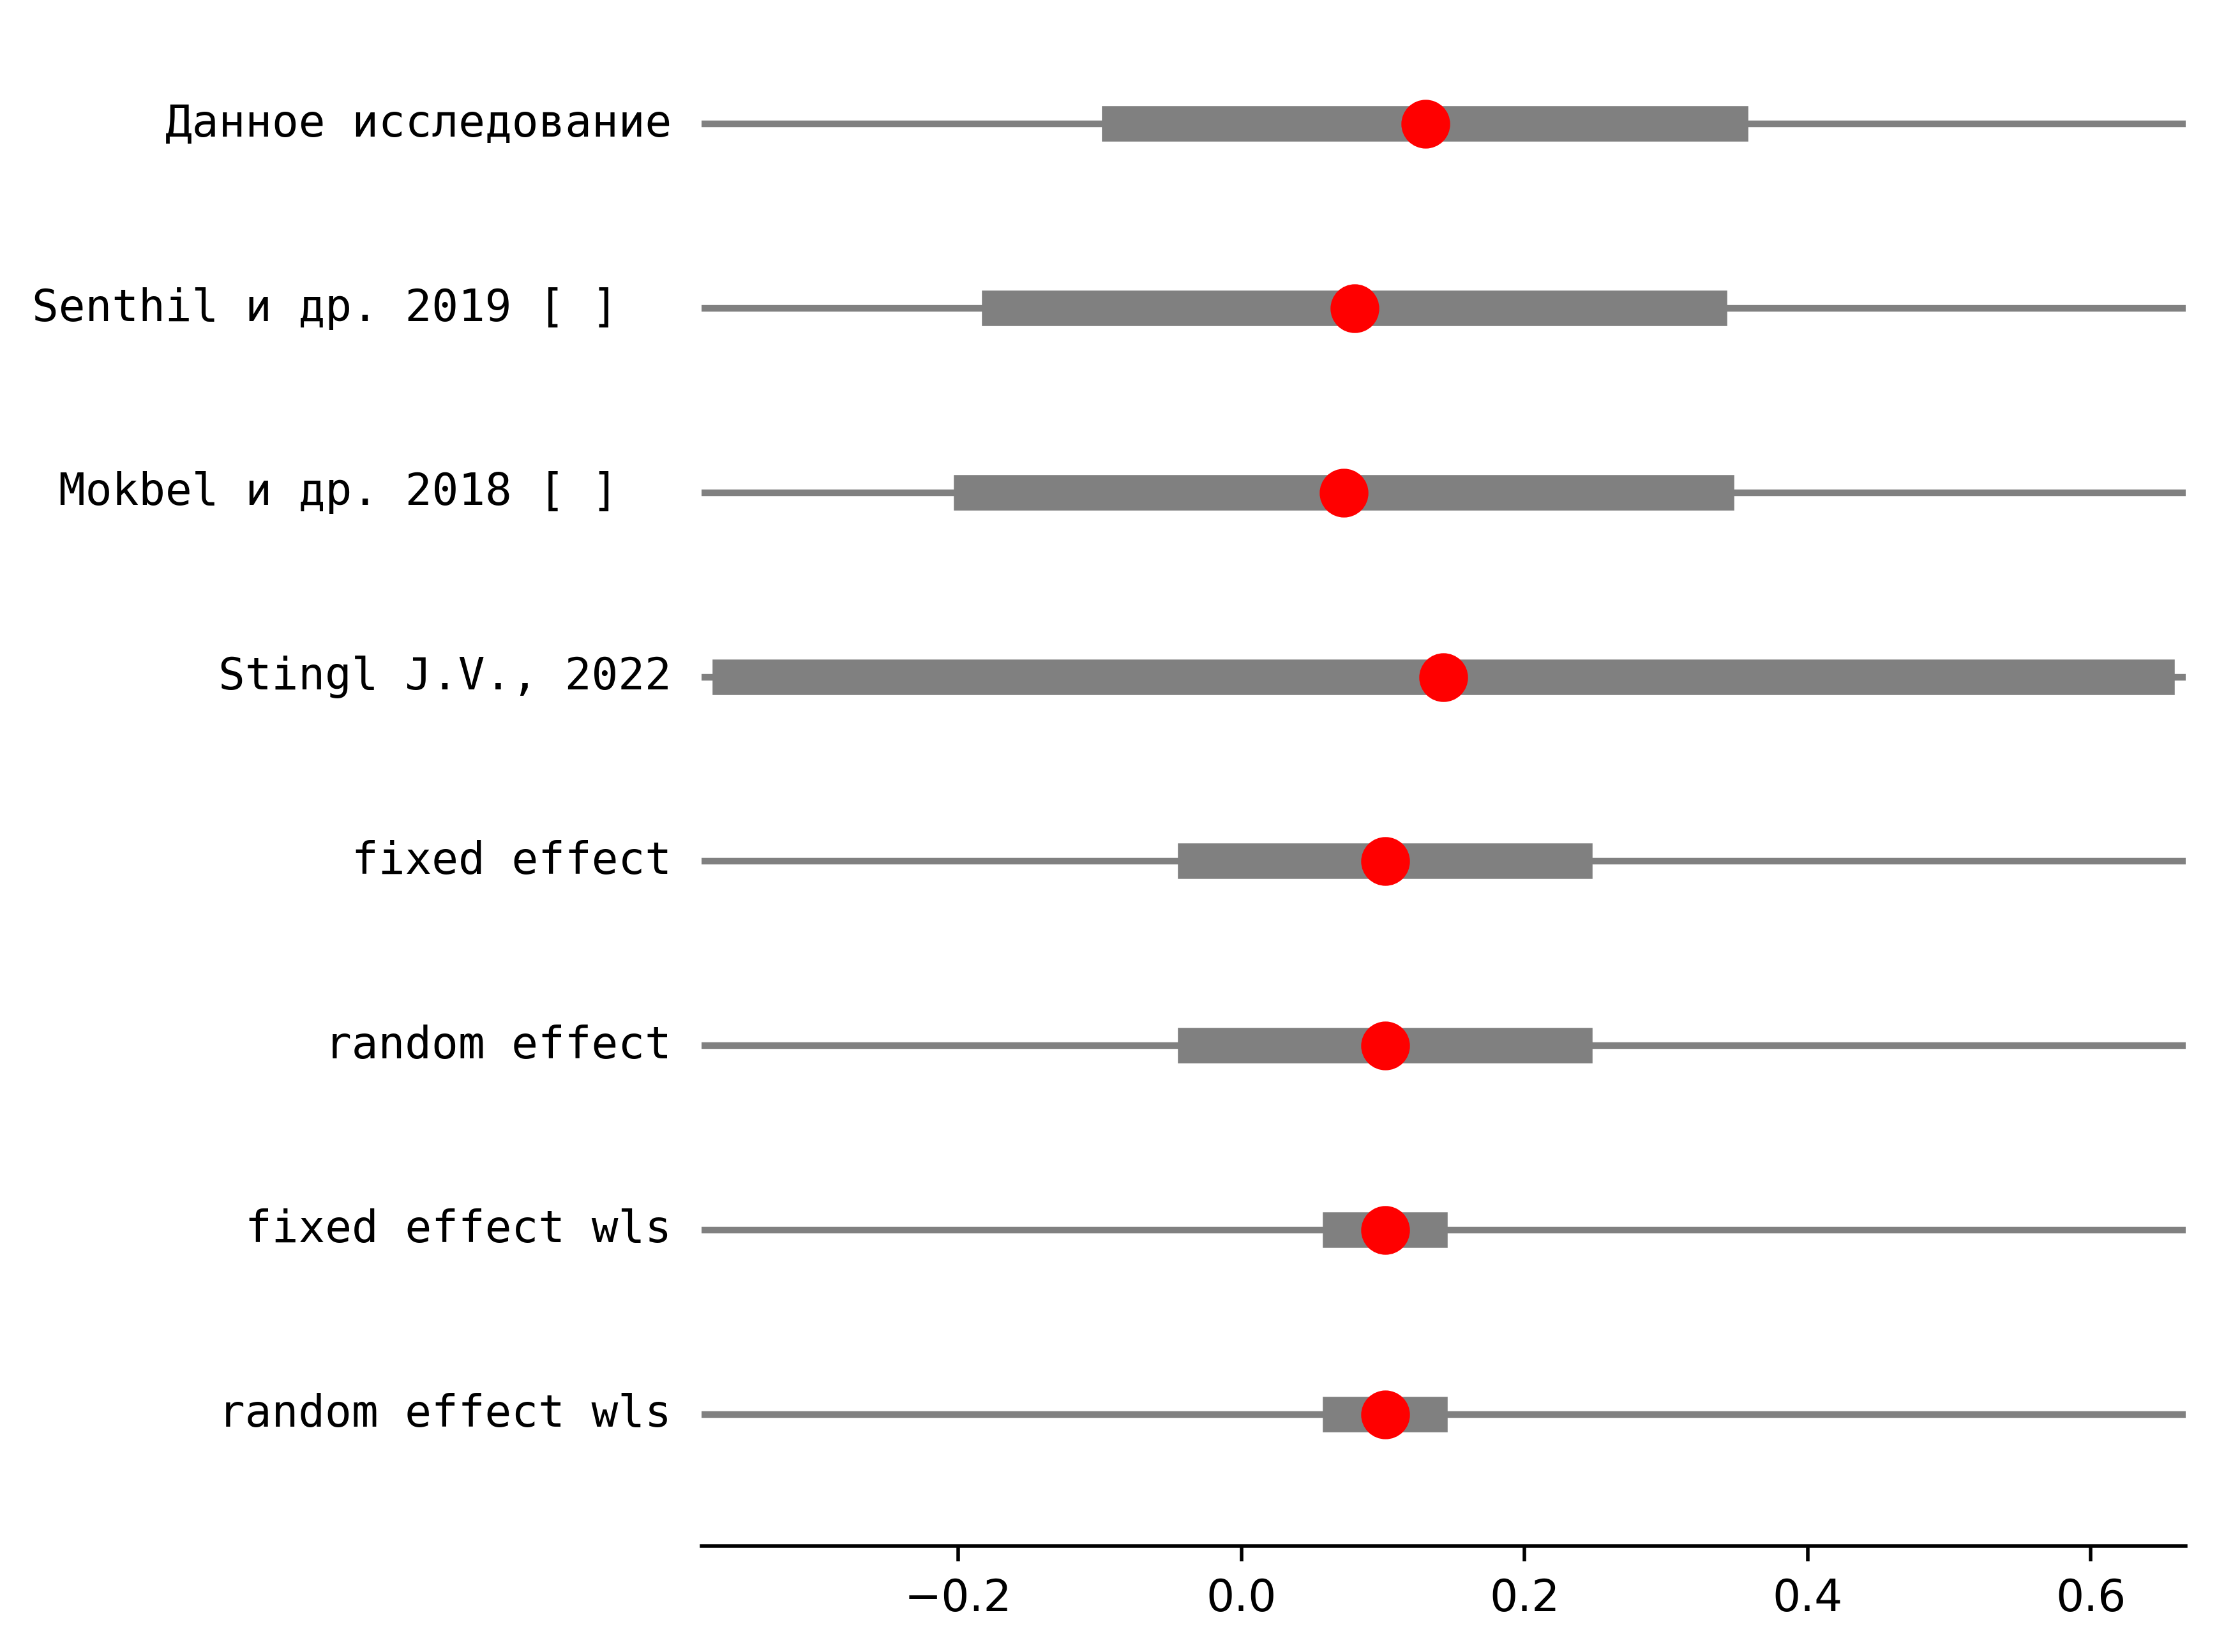 Данное исследование
Senthil и др. 2019 [ ]
Mokbel и др. 2018 [ ]
Stingl J.V., 2022
fixed effect
random effect
fixed effect wls
random effect wls
−0.2 0.0 0.2 0.4 0.6